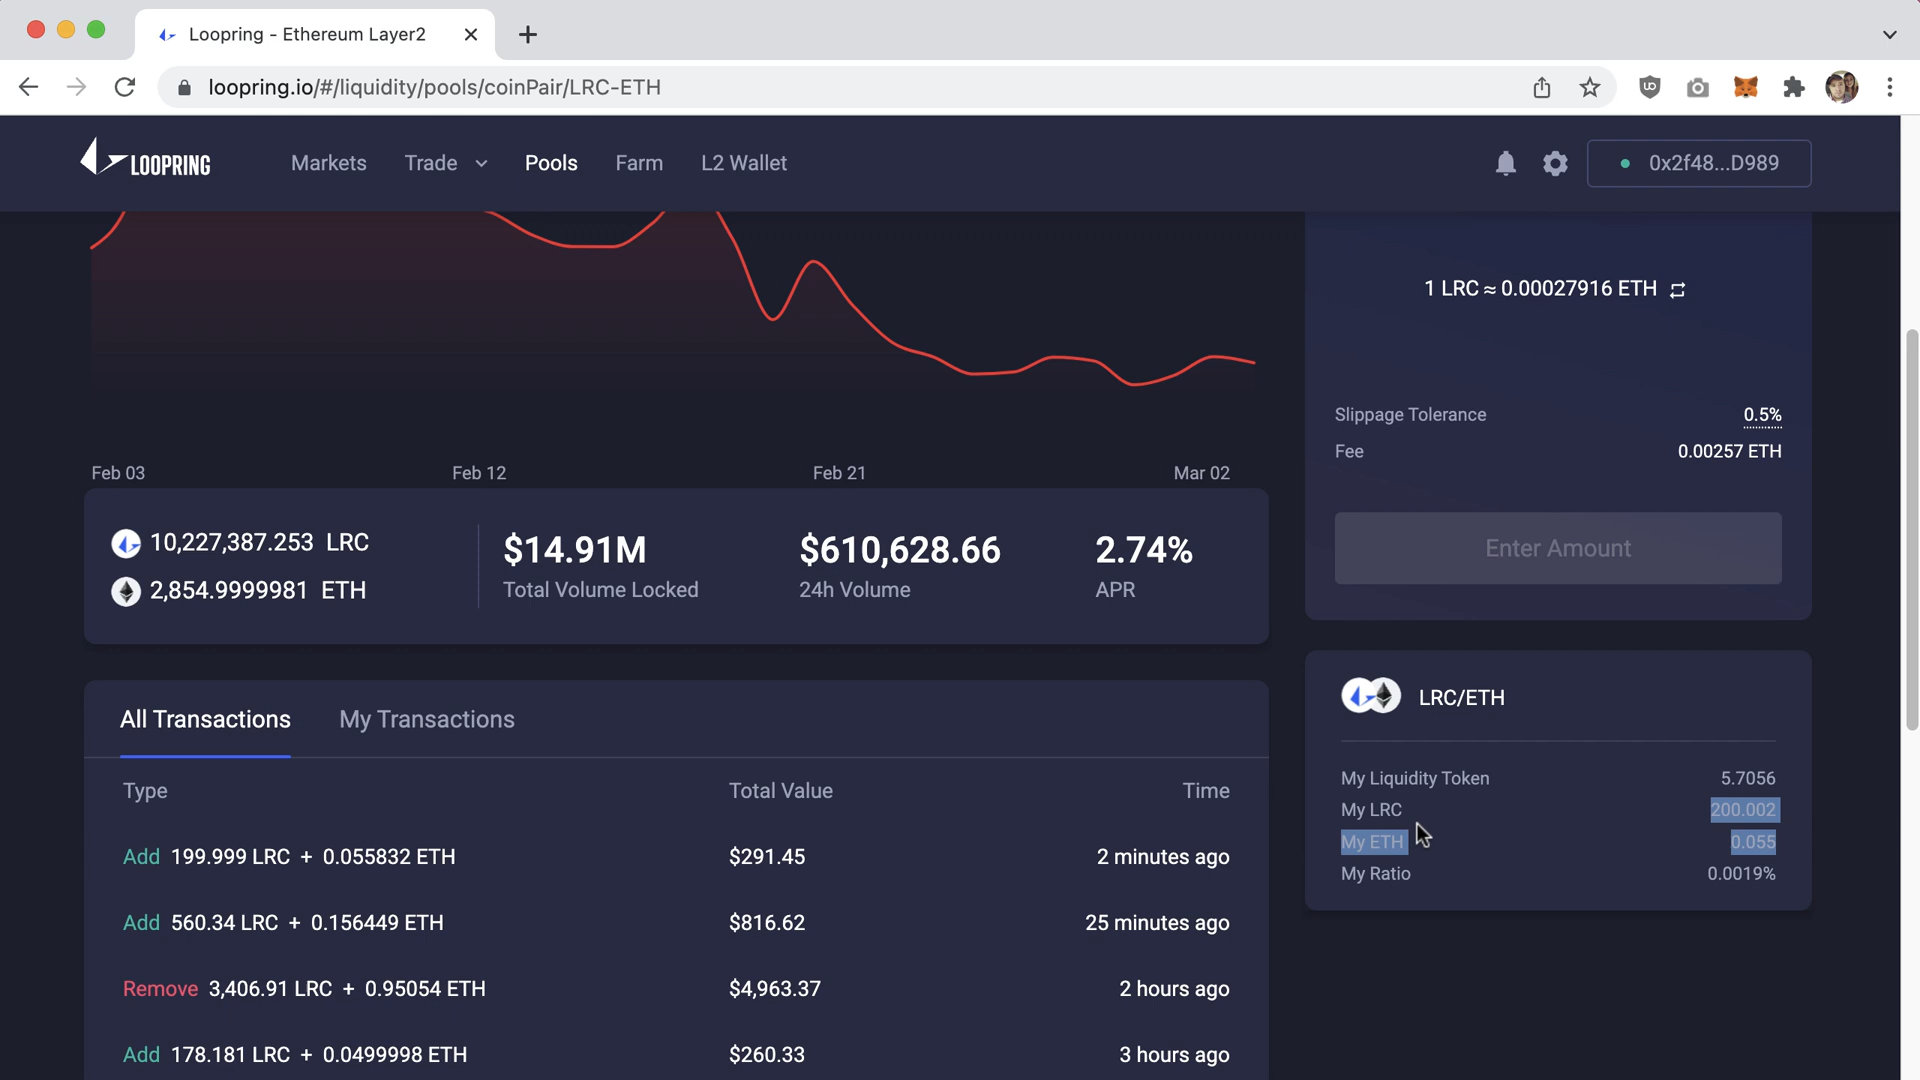 Loopring - Ethereum Layer2
loopring.io/#/liquidity/pools/coinPair/LRC-ETH
LOOPRING
Markets
Trade
Pools
Farm
L2 Wallet
0x2f48...D989
1 LRC ≈ 0.00027916 ETH
Slippage Tolerance 0.5%
Fee 0.00257 ETH
Enter Amount
Feb 03 Feb 12 Feb 21 Mar 02
10,227,387.253 LRC
2,854.9999981 ETH
$14.91M
Total Volume Locked
$610,628.66
24h Volume
2.74%
APR
LRC/ETH
My Liquidity Token 5.7056
My LRC 200.002
My ETH 0.055
My Ratio 0.0019%
All Transactions My Transactions
Type Total Value Time
Add 199.999 LRC + 0.055832 ETH $291.45 2 minutes ago
Add 560.34 LRC + 0.156449 ETH $816.62 25 minutes ago
Remove 3,406.91 LRC + 0.95054 ETH $4,963.37 2 hours ago
Add 178.181 LRC + 0.0499998 ETH $260.33 3 hours ago